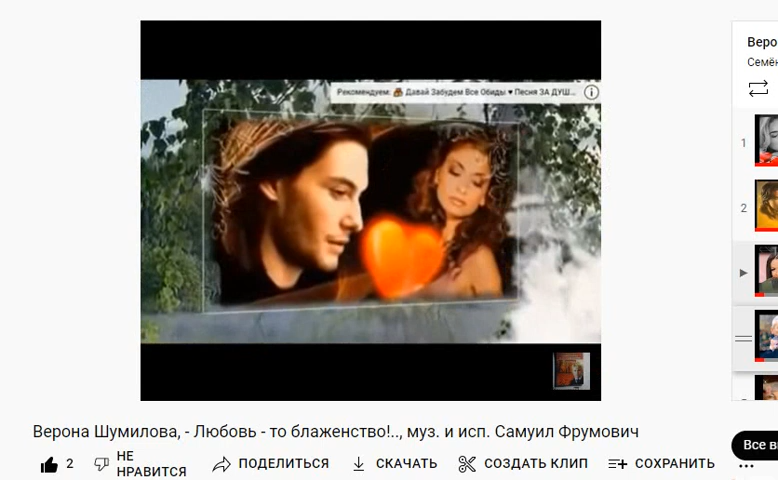 Рекомендуем: Давай Забудем Все Обиды ♥ Песня ЗА ДУШ...
Веро
Семён
1
2
Верона Шумилова, - Любовь - то блаженство!.., муз. и исп. Самуил Фрумович
2
НЕ НРАВИТСЯ
ПОДЕЛИТЬСЯ
СКАЧАТЬ
СОЗДАТЬ КЛИП
СОХРАНИТЬ
Все в